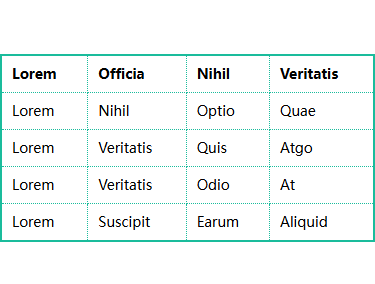 Lorem Officia Nihil Veritatis
Lorem Nihil Optio Quae
Lorem Veritatis Quis Atgo
Lorem Veritatis Odio At
Lorem Suscipit Earum Aliquid